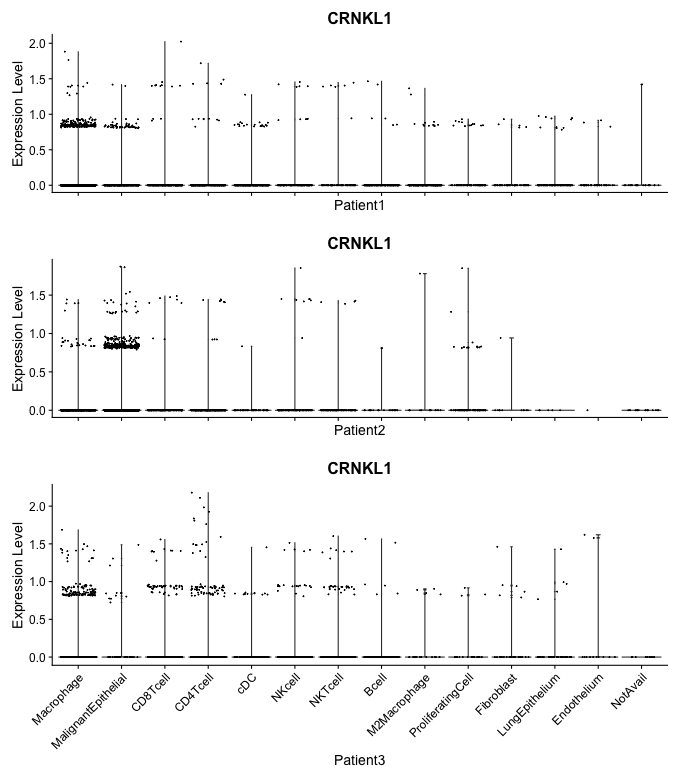 CRNKL1
Expression Level
2.0
1.5
1.0
0.5
0.0
Patient1
CRNKL1
Expression Level
1.5
1.0
0.5
0.0
Patient2
CRNKL1
Expression Level
2.0
1.5
1.0
0.5
0.0
Macrophage
MalignantEpithelial
CD8Tcell
CD4Tcell
cDC
NKcell
NKTcell
Bcell
M2Macrophage
ProliferatingCell
Fibroblast
LungEpithelium
Endothelium
NotAvail
Patient3